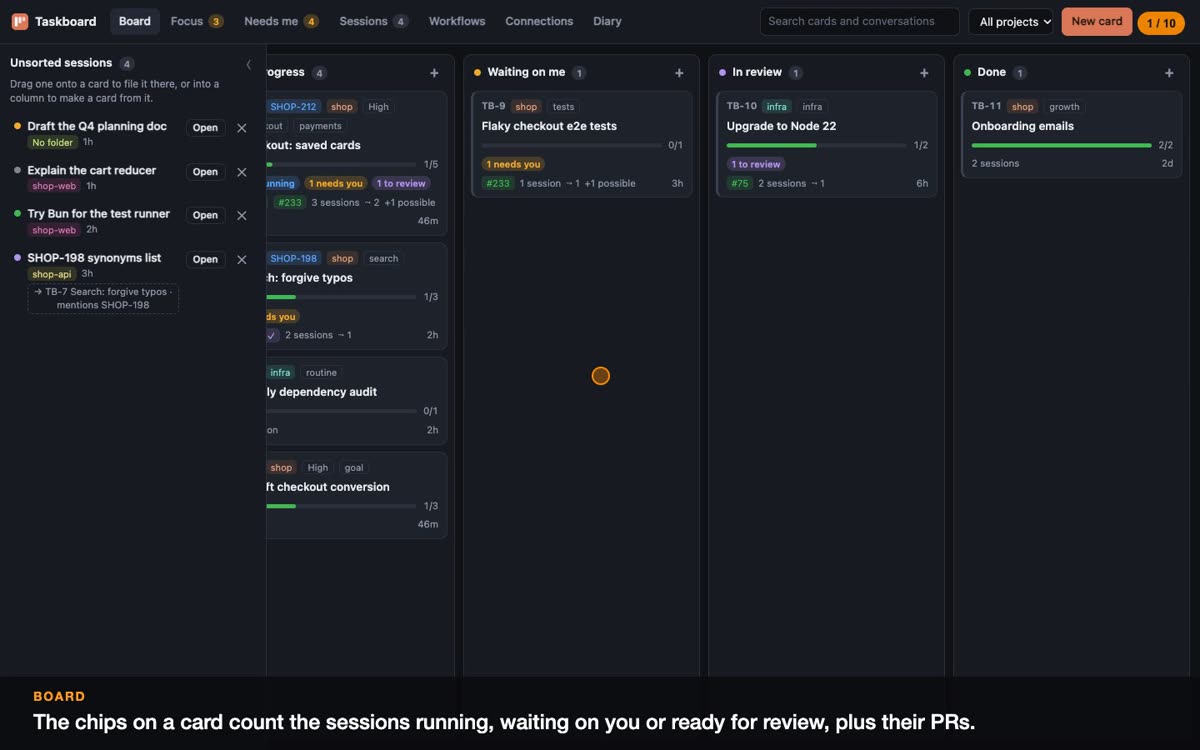 Taskboard
Board
Focus 3
Needs me 4
Sessions 4
Workflows
Connections
Diary
Search cards and conversations
All projects
New card
1 / 10
Unsorted sessions 4
Drag one onto a card to file it there, or into a
column to make a card from it.
Draft the Q4 planning doc
Open
No folder 1h
Explain the cart reducer
Open
shop-web 1h
Try Bun for the test runner
Open
shop-web 2h
SHOP-198 synonyms list
Open
shop-api 3h
→ TB-7 Search: forgive typos ·
mentions SHOP-198
ogress 4 +
SHOP-212 shop High
out payments
kout: saved cards
1/5
unning 1 needs you 1 to review
#233 3 sessions → 2 +1 possible
46m
SHOP-198 shop search
ch: forgive typos
1/3
ds you
✓ 2 sessions → 1 2h
infra routine
ly dependency audit
0/1
on 2h
shop High goal
ft checkout conversion
1/3
46m
Waiting on me 1 +
TB-9 shop tests
Flaky checkout e2e tests
0/1
1 needs you
#233 1 session → 1 +1 possible 3h
In review 1 +
TB-10 infra infra
Upgrade to Node 22
1/2
1 to review
#75 2 sessions → 1 6h
Done 1 +
TB-11 shop growth
Onboarding emails
2/2
2 sessions 2d
BOARD
The chips on a card count the sessions running, waiting on you or ready for review, plus their PRs.